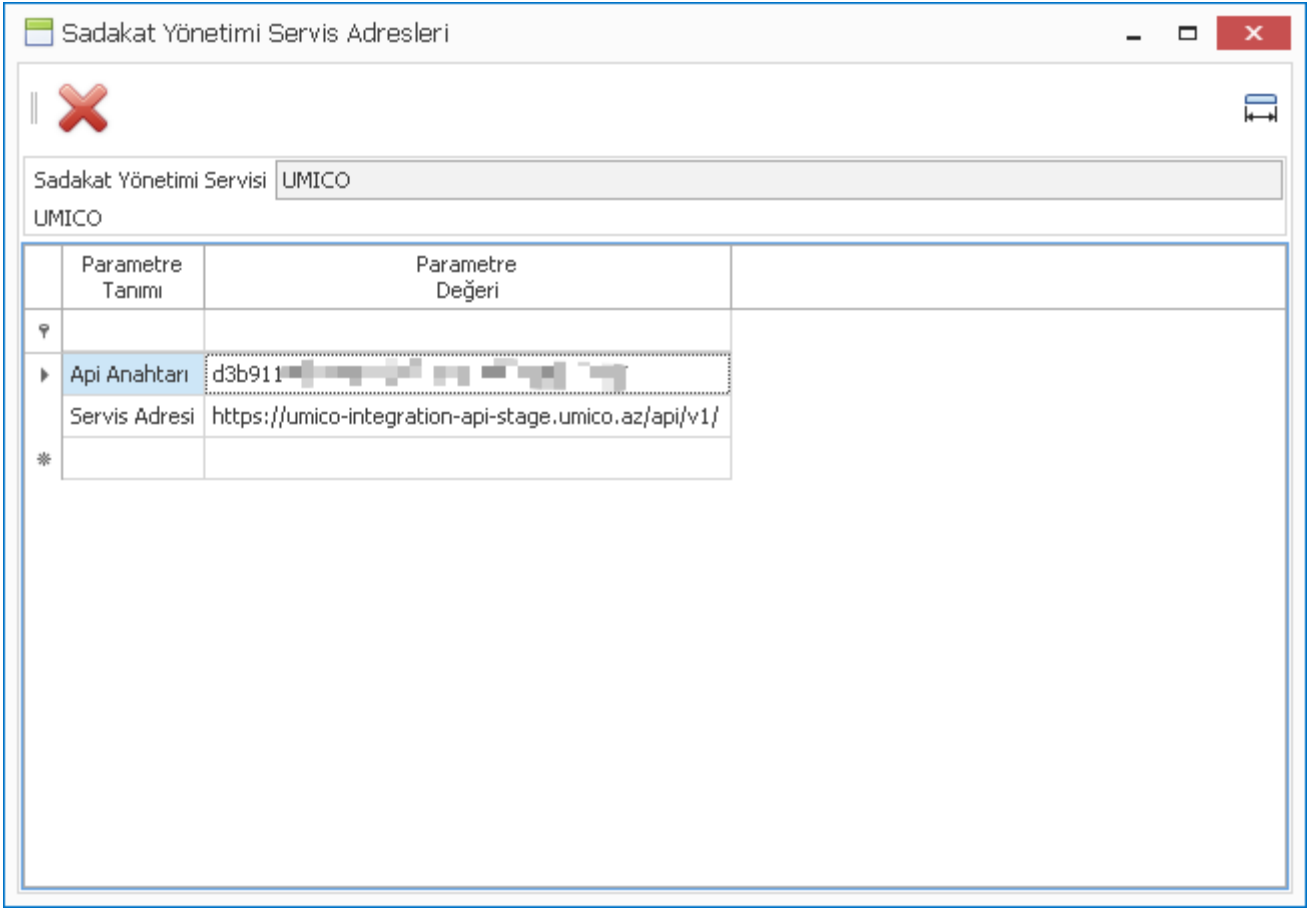 Sadakat Yönetimi Servis Adresleri
Sadakat Yönetimi Servisi UMICO
UMICO
Parametre Tanımı Parametre Değeri
Api Anahtarı d3b911
Servis Adresi https://umico-integration-api-stage.umico.az/api/v1/